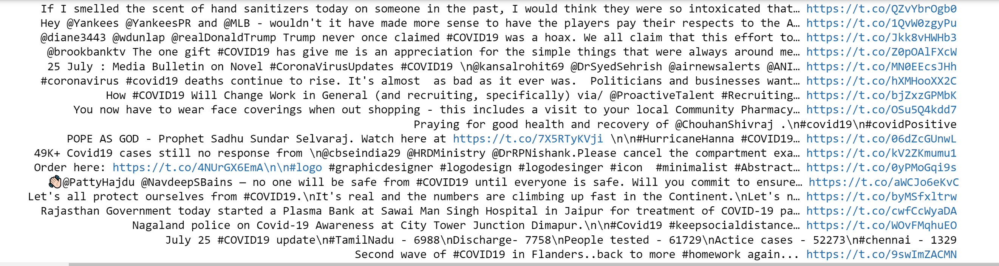 If I smelled the scent of hand sanitizers today on someone in the past, I would think they were so intoxicated that… https://t.co/QZvYbrOgb0
Hey @Yankees @YankeesPR and @MLB - wouldn't it have made more sense to have the players pay their respects to the A… https://t.co/1QvW0zgyPu
@diane3443 @wdunlap @realDonaldTrump Trump never once claimed #COVID19 was a hoax. We all claim that this effort to… https://t.co/Jkk8vHWHb3
@brookbanktv The one gift #COVID19 has give me is an appreciation for the simple things that were always around me… https://t.co/Z0pOAlFXcW
25 July : Media Bulletin on Novel #CoronaVirusUpdates #COVID19 \n@kansalrohit69 @DrSyedSehrish @airnewsalerts @ANI… https://t.co/MN0EEcsJHh
#coronavirus #covid19 deaths continue to rise. It's almost  as bad as it ever was.  Politicians and businesses want… https://t.co/hXMHooXX2C
How #COVID19 Will Change Work in General (and recruiting, specifically) via/ @ProactiveTalent #Recruiting… https://t.co/bjZxzGPMbK
You now have to wear face coverings when out shopping - this includes a visit to your local Community Pharmacy… https://t.co/OSu5Q4kdd7
Praying for good health and recovery of @ChouhanShivraj .\n#covid19\n#covidPositive
POPE AS GOD - Prophet Sadhu Sundar Selvaraj. Watch here at https://t.co/7X5RTyKVji \n\n#HurricaneHanna #COVID19… https://t.co/06dZcGUnwL
49K+ Covid19 cases still no response from \n@cbseindia29 @HRDMinistry @DrRPNishank.Please cancel the compartment exa… https://t.co/kV2ZKmumu1
Order here: https://t.co/4NUrGX6EmA\n\n#logo #graphicdesigner #logodesign #logodesinger #icon  #minimalist #Abstract… https://t.co/0yPMoGqi9s
👋🏻@PattyHajdu @NavdeepSBains — no one will be safe from #COVID19 until everyone is safe. Will you commit to ensure… https://t.co/aWCJo6eKvC
Let's all protect ourselves from #COVID19.\nIt's real and the numbers are climbing up fast in the Continent.\nLet's n… https://t.co/byMSfxltrw
Rajasthan Government today started a Plasma Bank at Sawai Man Singh Hospital in Jaipur for treatment of COVID-19 pa… https://t.co/cwfCcWyaDA
Nagaland police on Covid-19 Awareness at City Tower Junction Dimapur.\n\n#Covid19 #keepsocialdistance… https://t.co/WOvFMqhuEO
July 25 #COVID19 update\n#TamilNadu - 6988\nDischarge- 7758\nPeople tested - 61729\nActice cases - 52273\n#chennai - 1329
Second wave of #COVID19 in Flanders..back to more #homework again... https://t.co/9swImZACMN